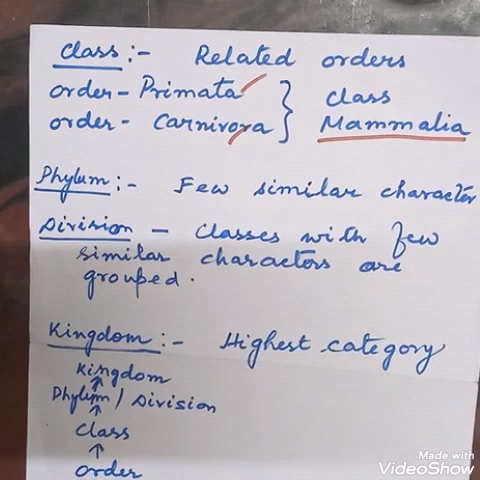 Class:- Related orders
order - Primata } class
order - Carnivora } Mammalia
Phylum:- Few similar character
Division - Classes with few
similar characters are
grouped.
Kingdom:- Highest category
Kingdom
↑
Phylum / Division
↑
Class
↑
order
Made with
VideoShow